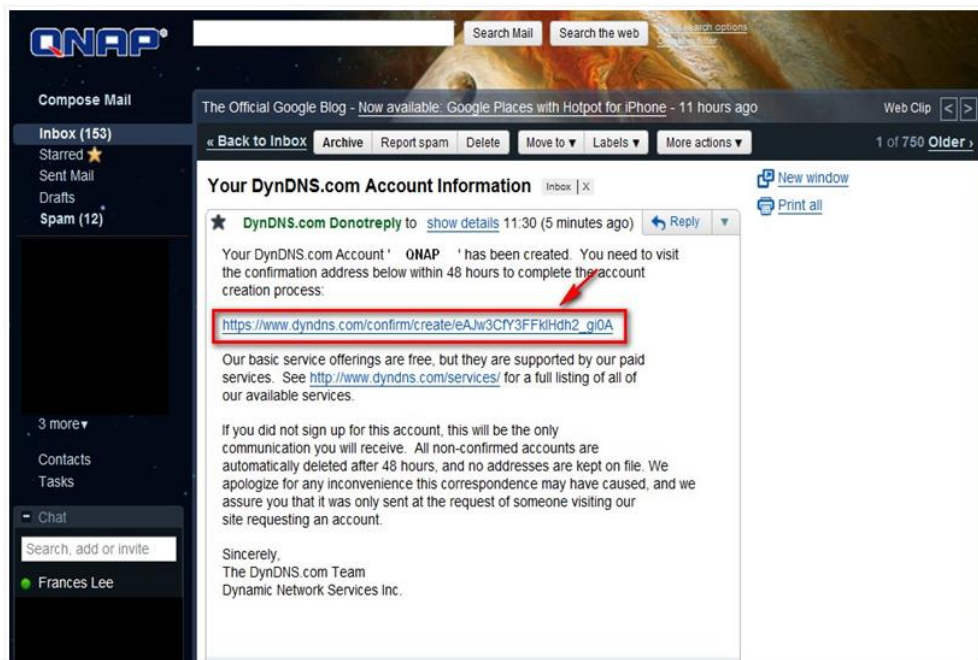 QNAP
Search Mail
Search the web
search options
Compose Mail
The Official Google Blog - Now available: Google Places with Hotpot for iPhone - 11 hours ago
Web Clip < >
Inbox (153)
Starred
Sent Mail
Drafts
Spam (12)
« Back to Inbox Archive Report spam Delete Move to ▼ Labels ▼ More actions ▼ 1 of 750 Older ›
Your DynDNS.com Account Information Inbox | X
New window
Print all
DynDNS.com Donotreply to show details 11:30 (5 minutes ago) Reply ▼
Your DynDNS.com Account ' QNAP ' has been created. You need to visit
the confirmation address below within 48 hours to complete the account
creation process:
https://www.dyndns.com/confirm/create/eAJw3CfY3FFklHdh2_gi0A
Our basic service offerings are free, but they are supported by our paid
services. See http://www.dyndns.com/services/ for a full listing of all of
our available services.
If you did not sign up for this account, this will be the only
communication you will receive. All non-confirmed accounts are
automatically deleted after 48 hours, and no addresses are kept on file. We
apologize for any inconvenience this correspondence may have caused, and we
assure you that it was only sent at the request of someone visiting our
site requesting an account.
Sincerely,
The DynDNS.com Team
Dynamic Network Services Inc.
3 more▼
Contacts
Tasks
Chat
Search, add or invite
Frances Lee